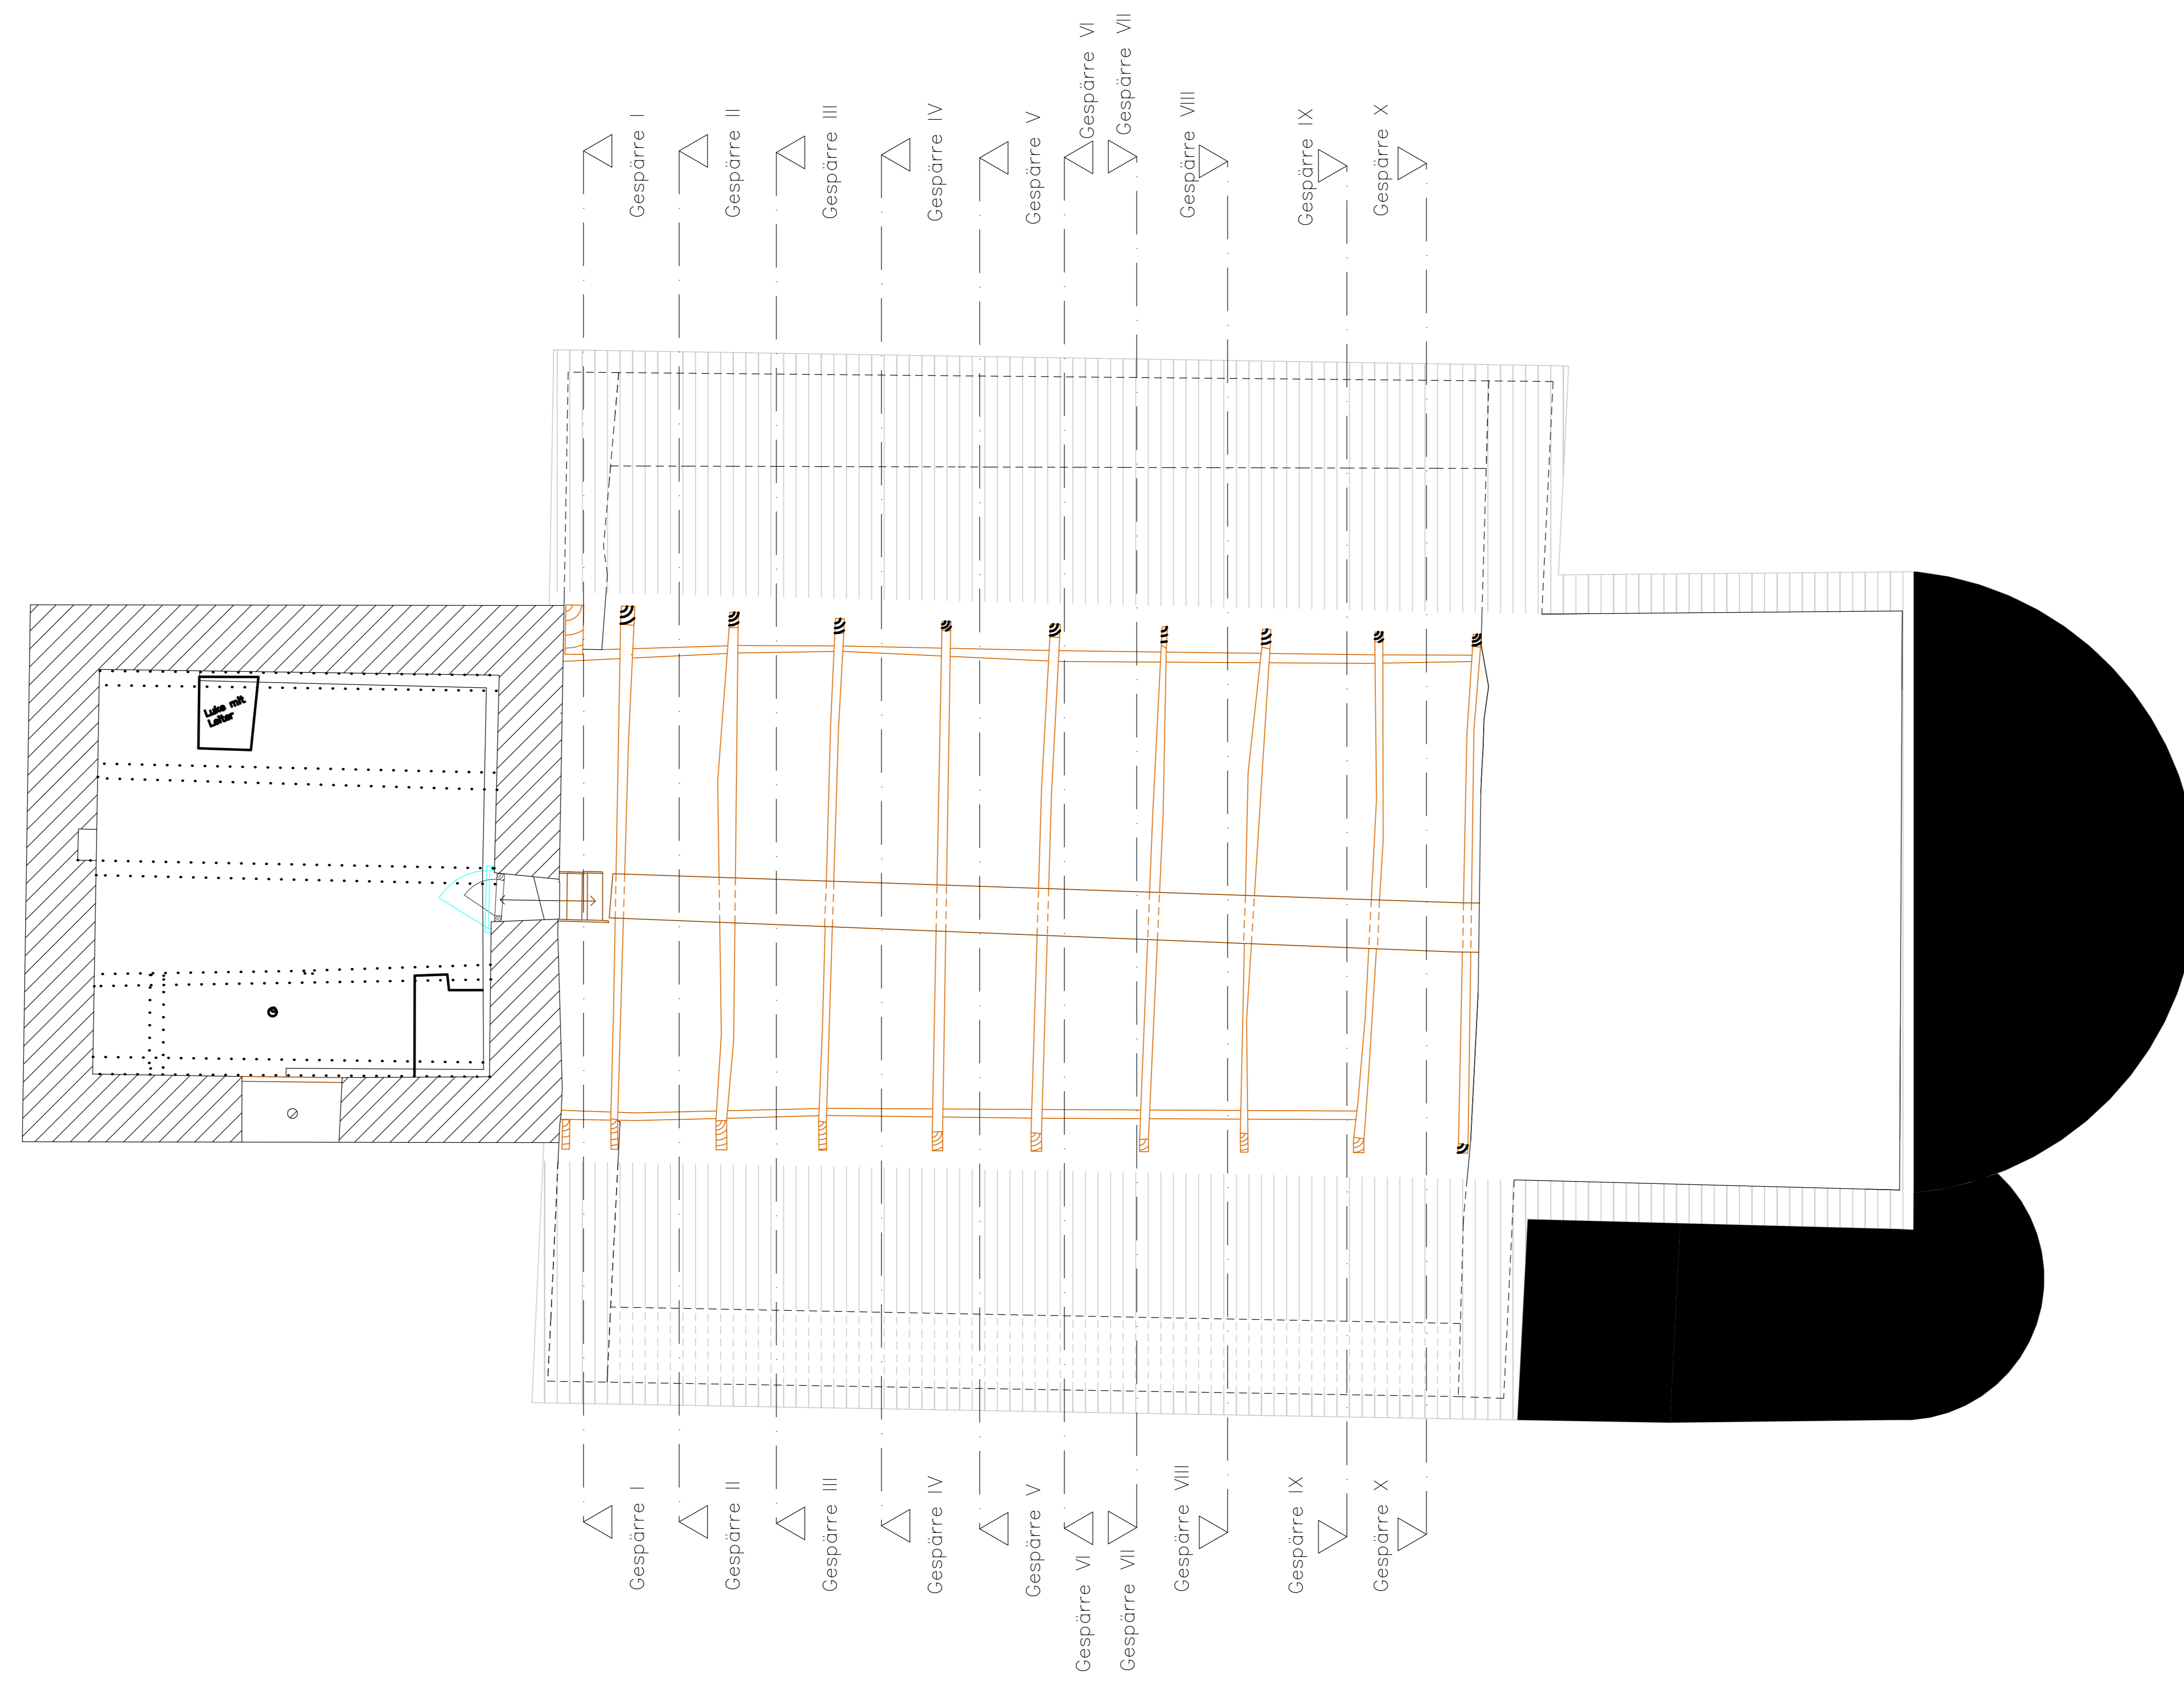 Gespärre I
Gespärre II
Gespärre III
Gespärre IV
Gespärre V
Gespärre VI
Gespärre VII
Gespärre VIII
Gespärre IX
Gespärre X
Luke mit
Leiter
Gespärre I
Gespärre II
Gespärre III
Gespärre IV
Gespärre V
Gespärre VI
Gespärre VII
Gespärre VIII
Gespärre IX
Gespärre X